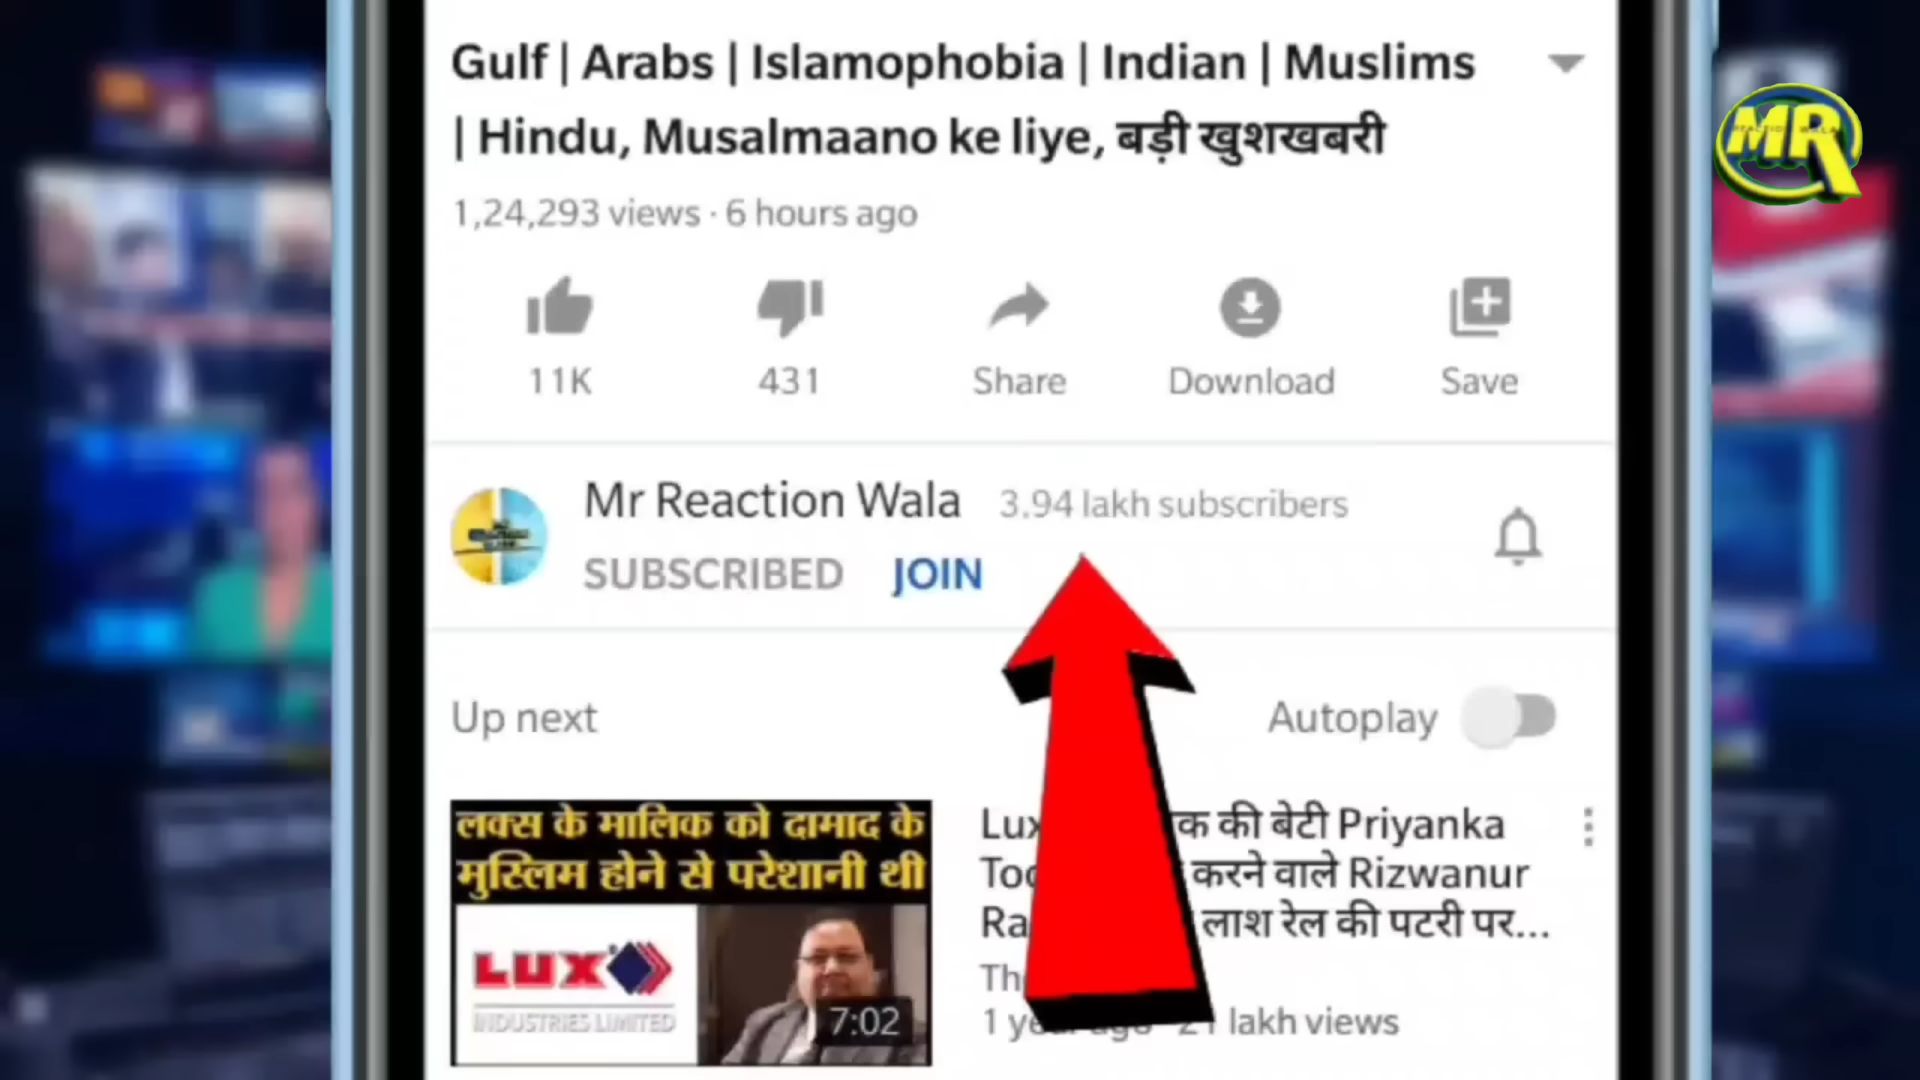 Gulf | Arabs | Islamophobia | Indian | Muslims
| Hindu, Musalmaano ke liye, बड़ी खुशखबरी
MR
1,24,293 views · 6 hours ago
11K 431 Share Download Save
Mr Reaction Wala 3.94 lakh subscribers
SUBSCRIBED JOIN
Up next Autoplay
लक्स के मालिक को दामाद के
मुस्लिम होने से परेशानी थी
LUX
INDUSTRIES LIMITED
7:02
की बेटी Priyanka
करने वाले Rizwanur
लाश रेल की पटरी पर...
lakh views